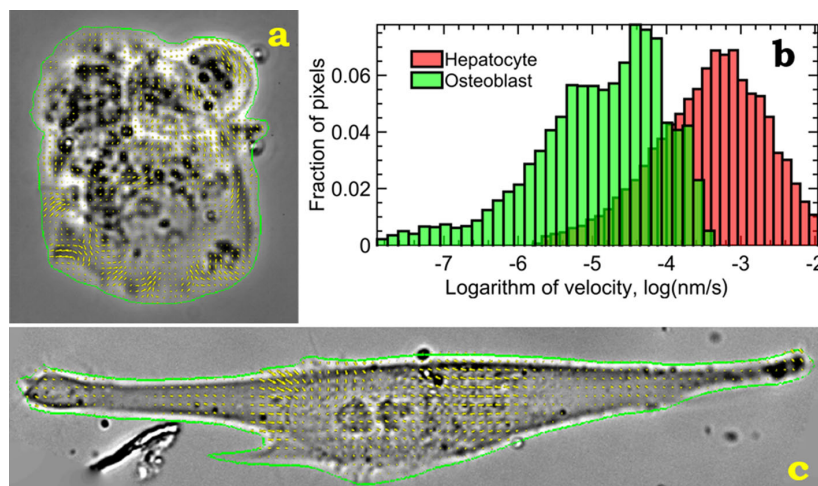 a
b
Hepatocyte
Osteoblast
Fraction of pixels
0.06
0.04
0.02
0
-7
-6
-5
-4
-3
-2
Logarithm of velocity, log(nm/s)
c